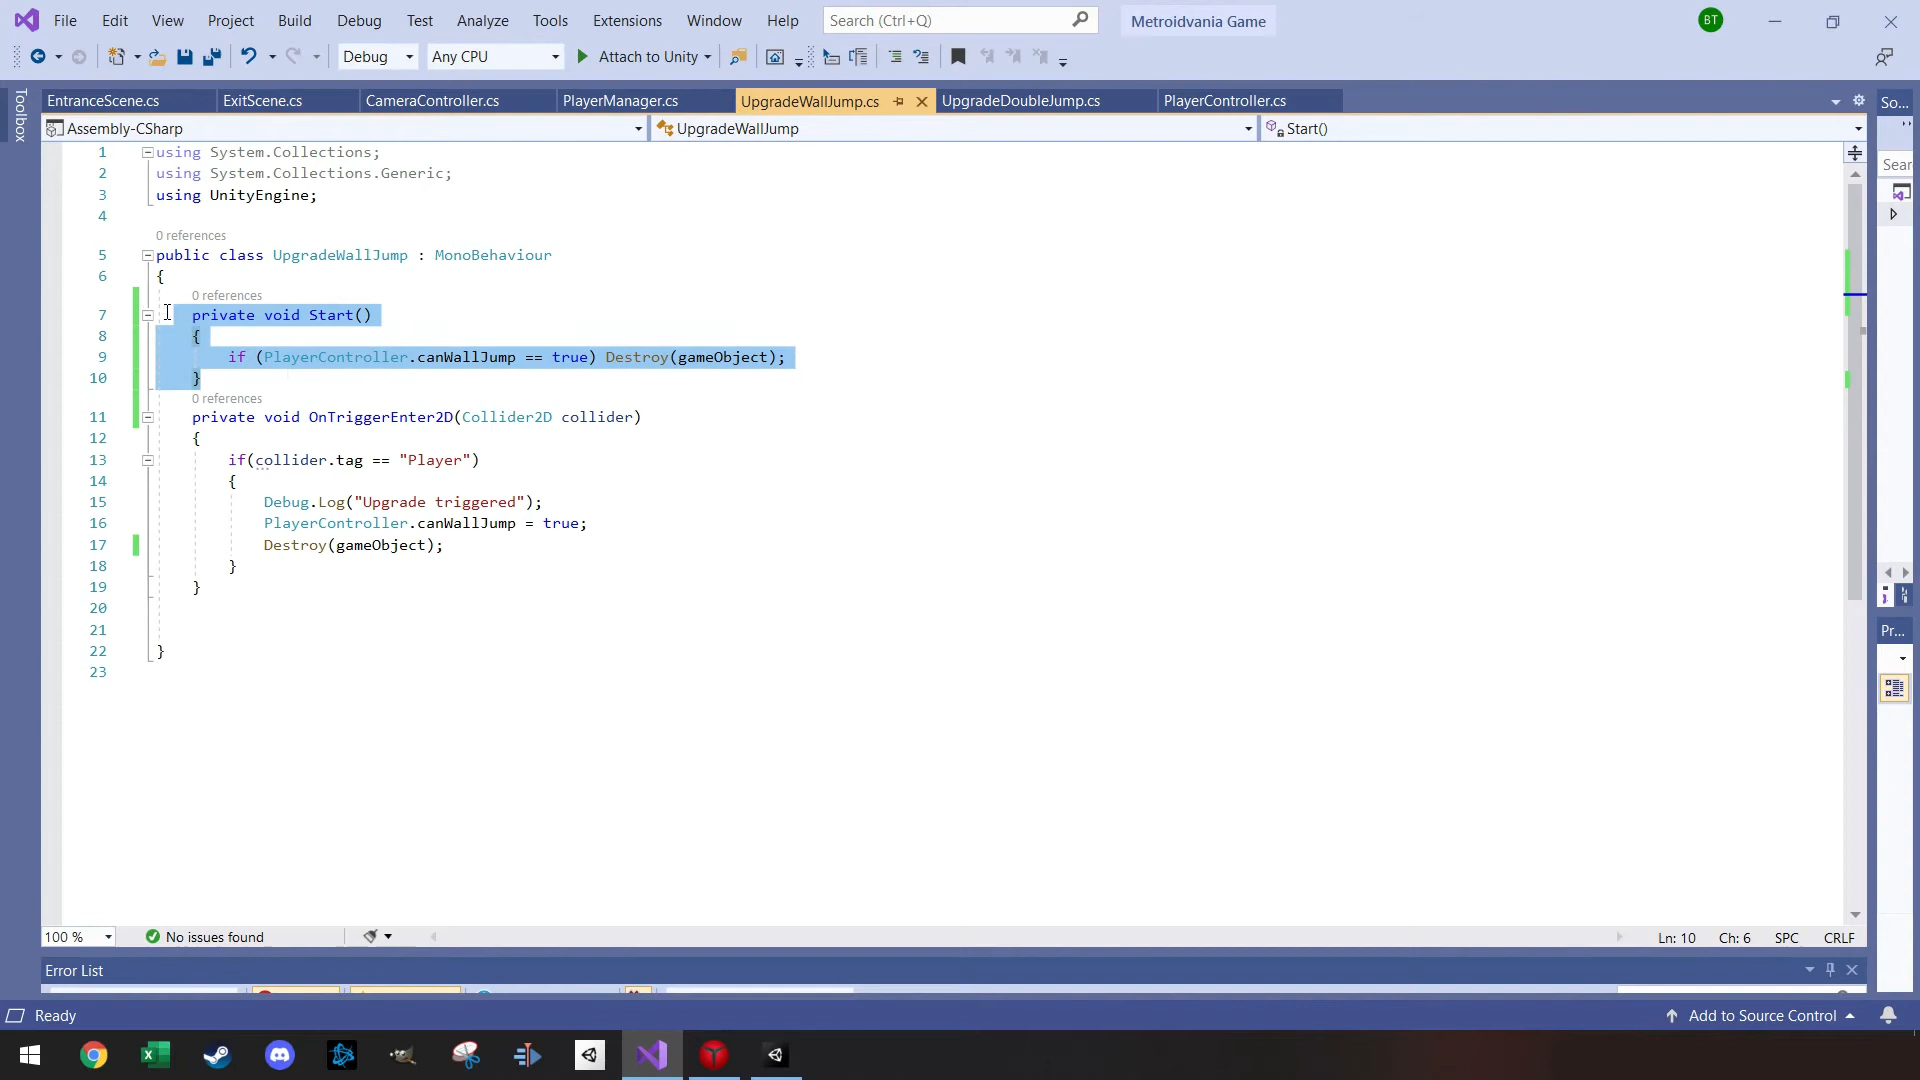 File Edit View Project Build Debug Test Analyze Tools Extensions Window Help Search (Ctrl+Q) Metroidvania Game BT
Debug Any CPU Attach to Unity
Toolbox
EntranceScene.cs ExitScene.cs CameraController.cs PlayerManager.cs UpgradeWallJump.cs UpgradeDoubleJump.cs PlayerController.cs So...
Assembly-CSharp UpgradeWallJump Start()
Sear
1 using System.Collections;
2 using System.Collections.Generic;
3 using UnityEngine;
4
0 references
5 public class UpgradeWallJump : MonoBehaviour
6 {
0 references
7 private void Start()
8 {
9 if (PlayerController.canWallJump == true) Destroy(gameObject);
10 }
0 references
11 private void OnTriggerEnter2D(Collider2D collider)
12 {
13 if(collider.tag == "Player")
14 {
15 Debug.Log("Upgrade triggered");
16 PlayerController.canWallJump = true;
17 Destroy(gameObject);
18 }
19 }
20
21
22 }
23
Pr...
100 % No issues found Ln: 10 Ch: 6 SPC CRLF
Error List
Ready Add to Source Control